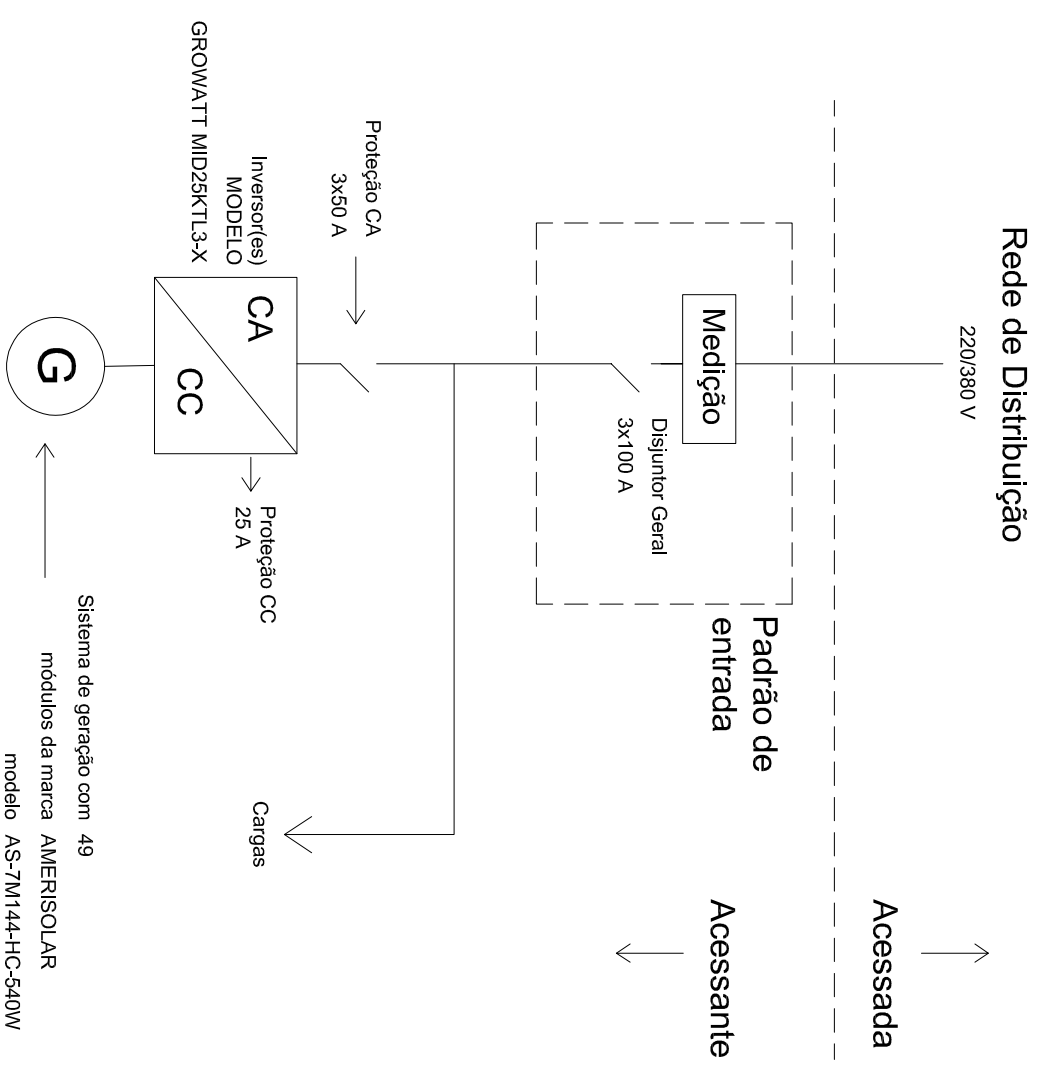 Rede de Distribuição
220/380 V
Acessada
Acessante
Padrão de
entrada
Medição
Disjuntor Geral
3x100 A
Proteção CA
3x50 A
Inversor(es)
MODELO
GROWATT MID25KTL3-X
CA
CC
Proteção CC
25 A
Cargas
G
Sistema de geração com 49
módulos da marca AMERISOLAR
modelo AS-7M144-HC-540W